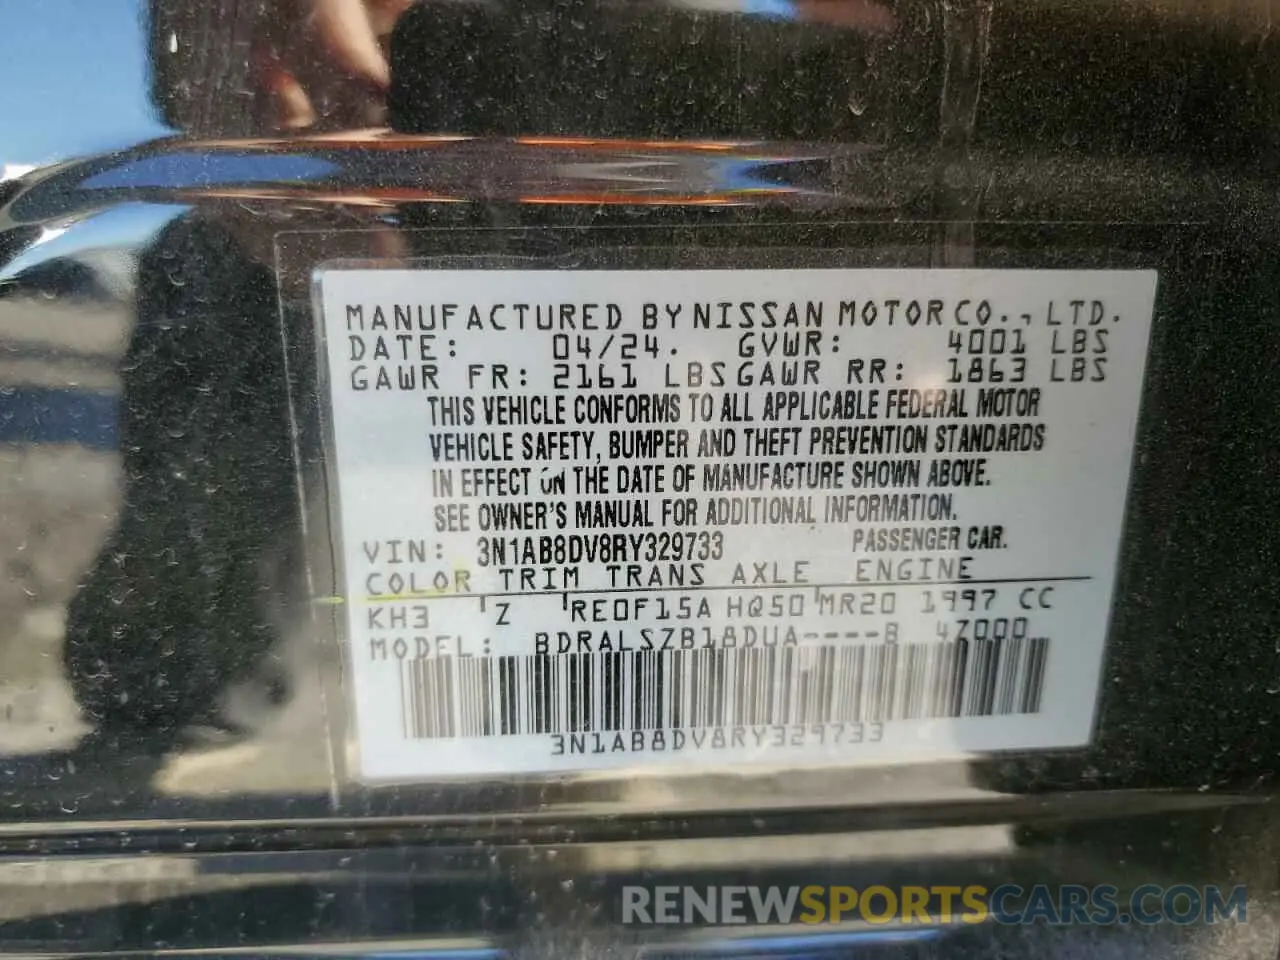 MANUFACTURED BY NISSAN MOTOR CO., LTD.
DATE: 04/24. GVWR: 4001 LBS
GAWR FR: 2161 LBS GAWR RR: 1863 LBS
THIS VEHICLE CONFORMS TO ALL APPLICABLE FEDERAL MOTOR
VEHICLE SAFETY, BUMPER AND THEFT PREVENTION STANDARDS
IN EFFECT ON THE DATE OF MANUFACTURE SHOWN ABOVE.
SEE OWNER'S MANUAL FOR ADDITIONAL INFORMATION.
VIN: 3N1AB8DV8RY329733 PASSENGER CAR.
COLOR TRIM TRANS AXLE ENGINE
KH3 Z RE0F15A HQ50 MR20 1997 CC
MODEL: BDRALSZB18DUA----B 47000
3N1AB8DV8RY329733
RENEWSPORTSCARS.COM